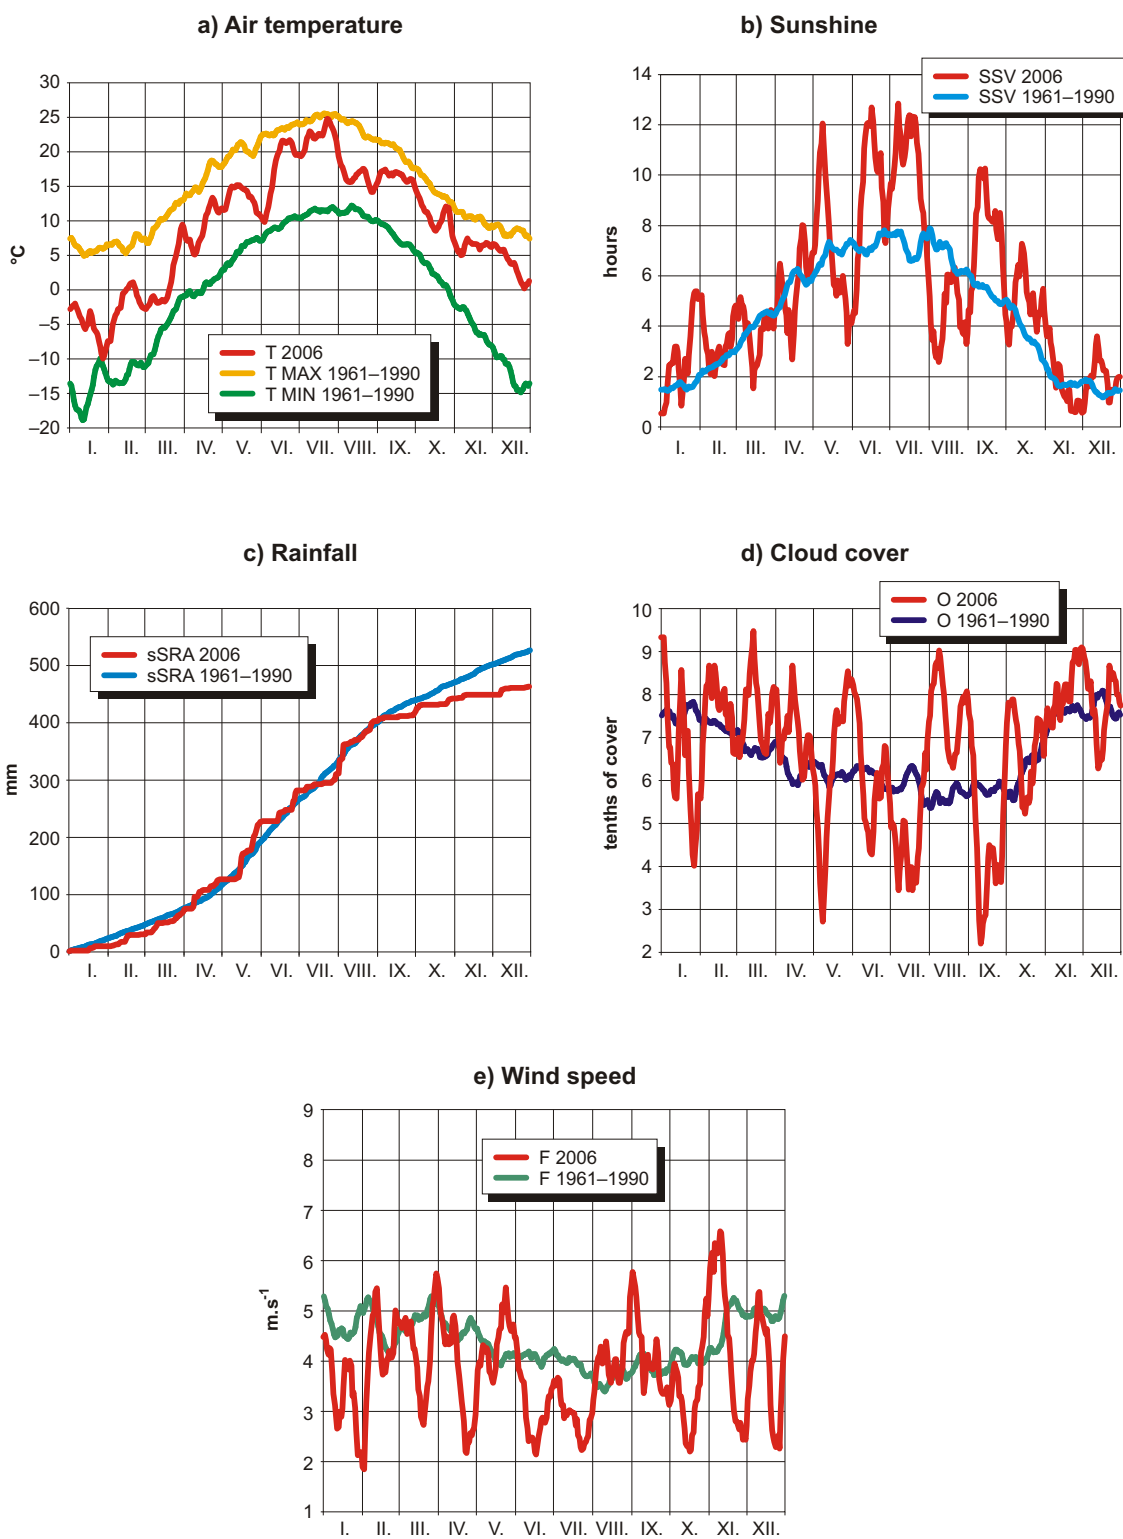 a) Air temperature
b) Sunshine
30
25
20
15
10
5
0
–5
–10
–15
–20
°C
T 2006
T MAX 1961–1990
T MIN 1961–1990
I. II. III. IV. V. VI. VII. VIII. IX. X. XI. XII.
14
12
10
8
6
4
2
0
hours
SSV 2006
SSV 1961–1990
I. II. III. IV. V. VI. VII. VIII. IX. X. XI. XII.
c) Rainfall
d) Cloud cover
600
500
400
300
200
100
0
mm
sSRA 2006
sSRA 1961–1990
I. II. III. IV. V. VI. VII. VIII. IX. X. XI. XII.
10
9
8
7
6
5
4
3
2
tenths of cover
O 2006
O 1961–1990
I. II. III. IV. V. VI. VII. VIII. IX. X. XI. XII.
e) Wind speed
9
8
7
6
5
4
3
2
1
m.s⁻¹
F 2006
F 1961–1990
I. II. III. IV. V. VI. VII. VIII. IX. X. XI. XII.